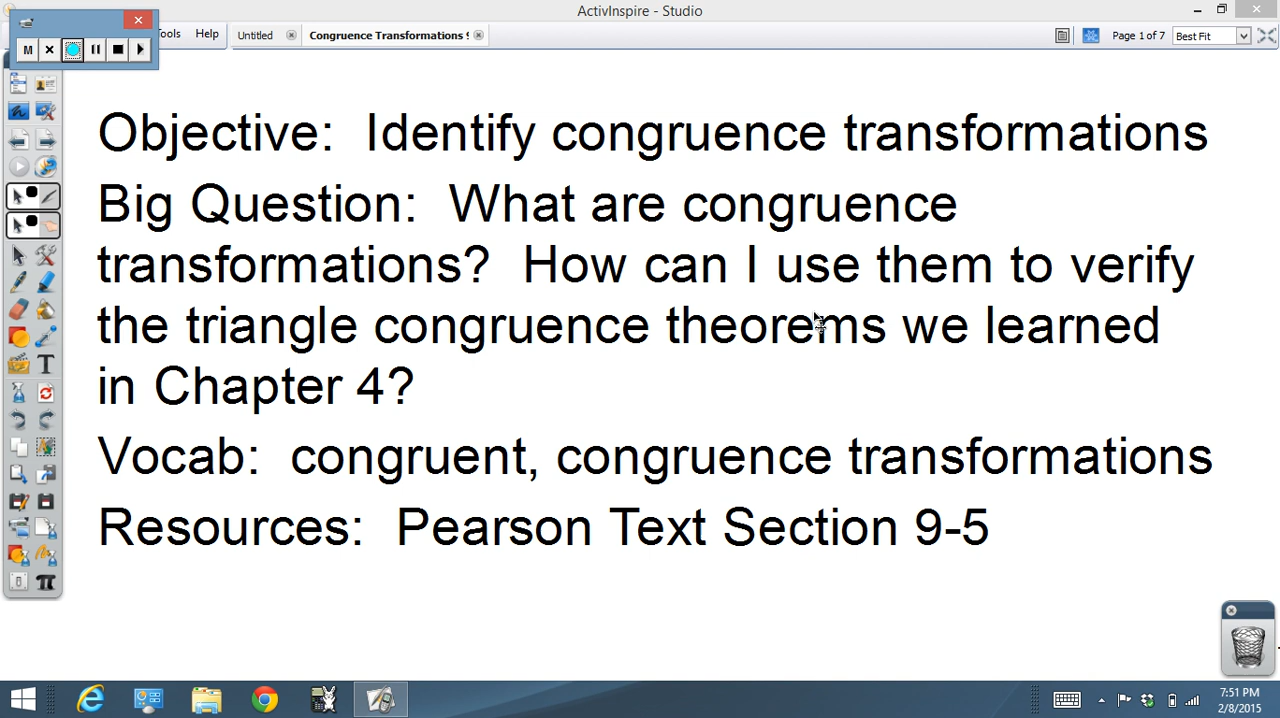 ActivInspire - Studio
Tools Help Untitled Congruence Transformations 9 Page 1 of 7 Best Fit
M
Objective: Identify congruence transformations
Big Question: What are congruence
transformations? How can I use them to verify
the triangle congruence theorems we learned
in Chapter 4?
Vocab: congruent, congruence transformations
Resources: Pearson Text Section 9-5
7:51 PM
2/8/2015